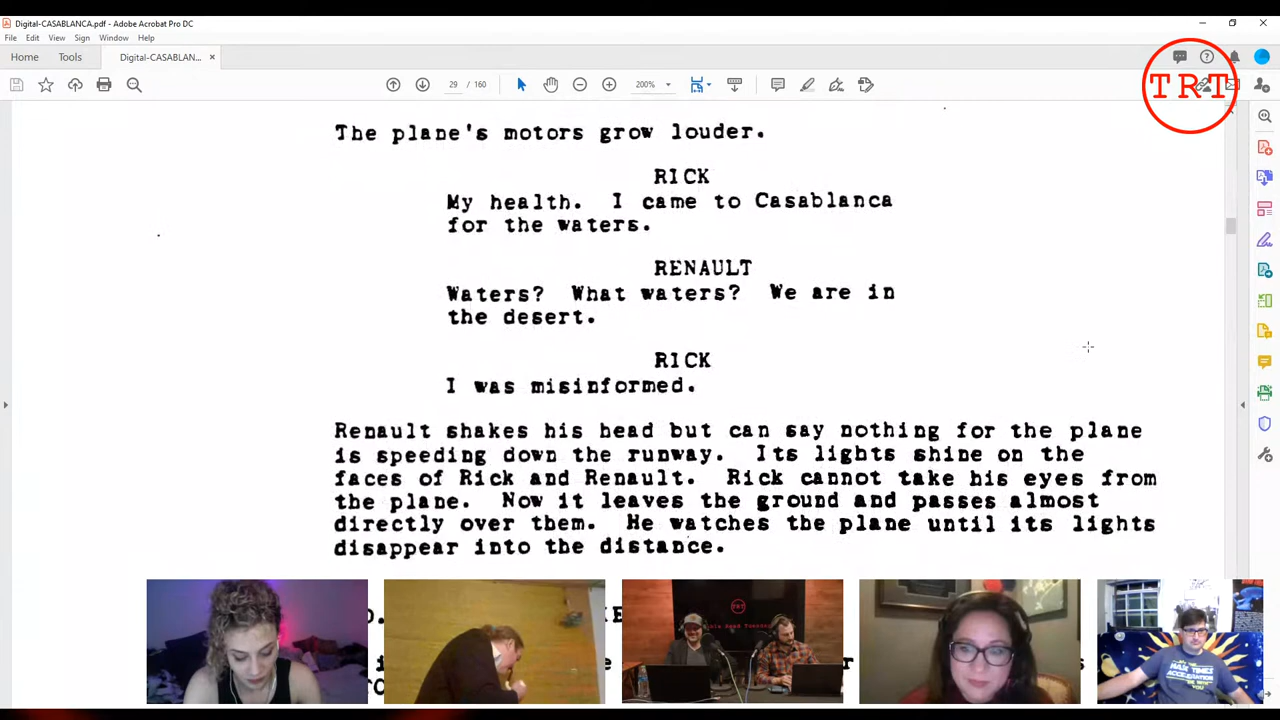 Digital-CASABLANCA.pdf - Adobe Acrobat Pro DC
File Edit View Sign Window Help
Home Tools Digital-CASABLAN... ×
29 / 160 200%
TRT
The plane's motors grow louder.
RICK
My health. I came to Casablanca
for the waters.
RENAULT
Waters? What waters? We are in
the desert.
RICK
I was misinformed.
Renault shakes his head but can say nothing for the plane
is speeding down the runway. Its lights shine on the
faces of Rick and Renault. Rick cannot take his eyes from
the plane. Now it leaves the ground and passes almost
directly over them. He watches the plane until its lights
disappear into the distance.
TRT